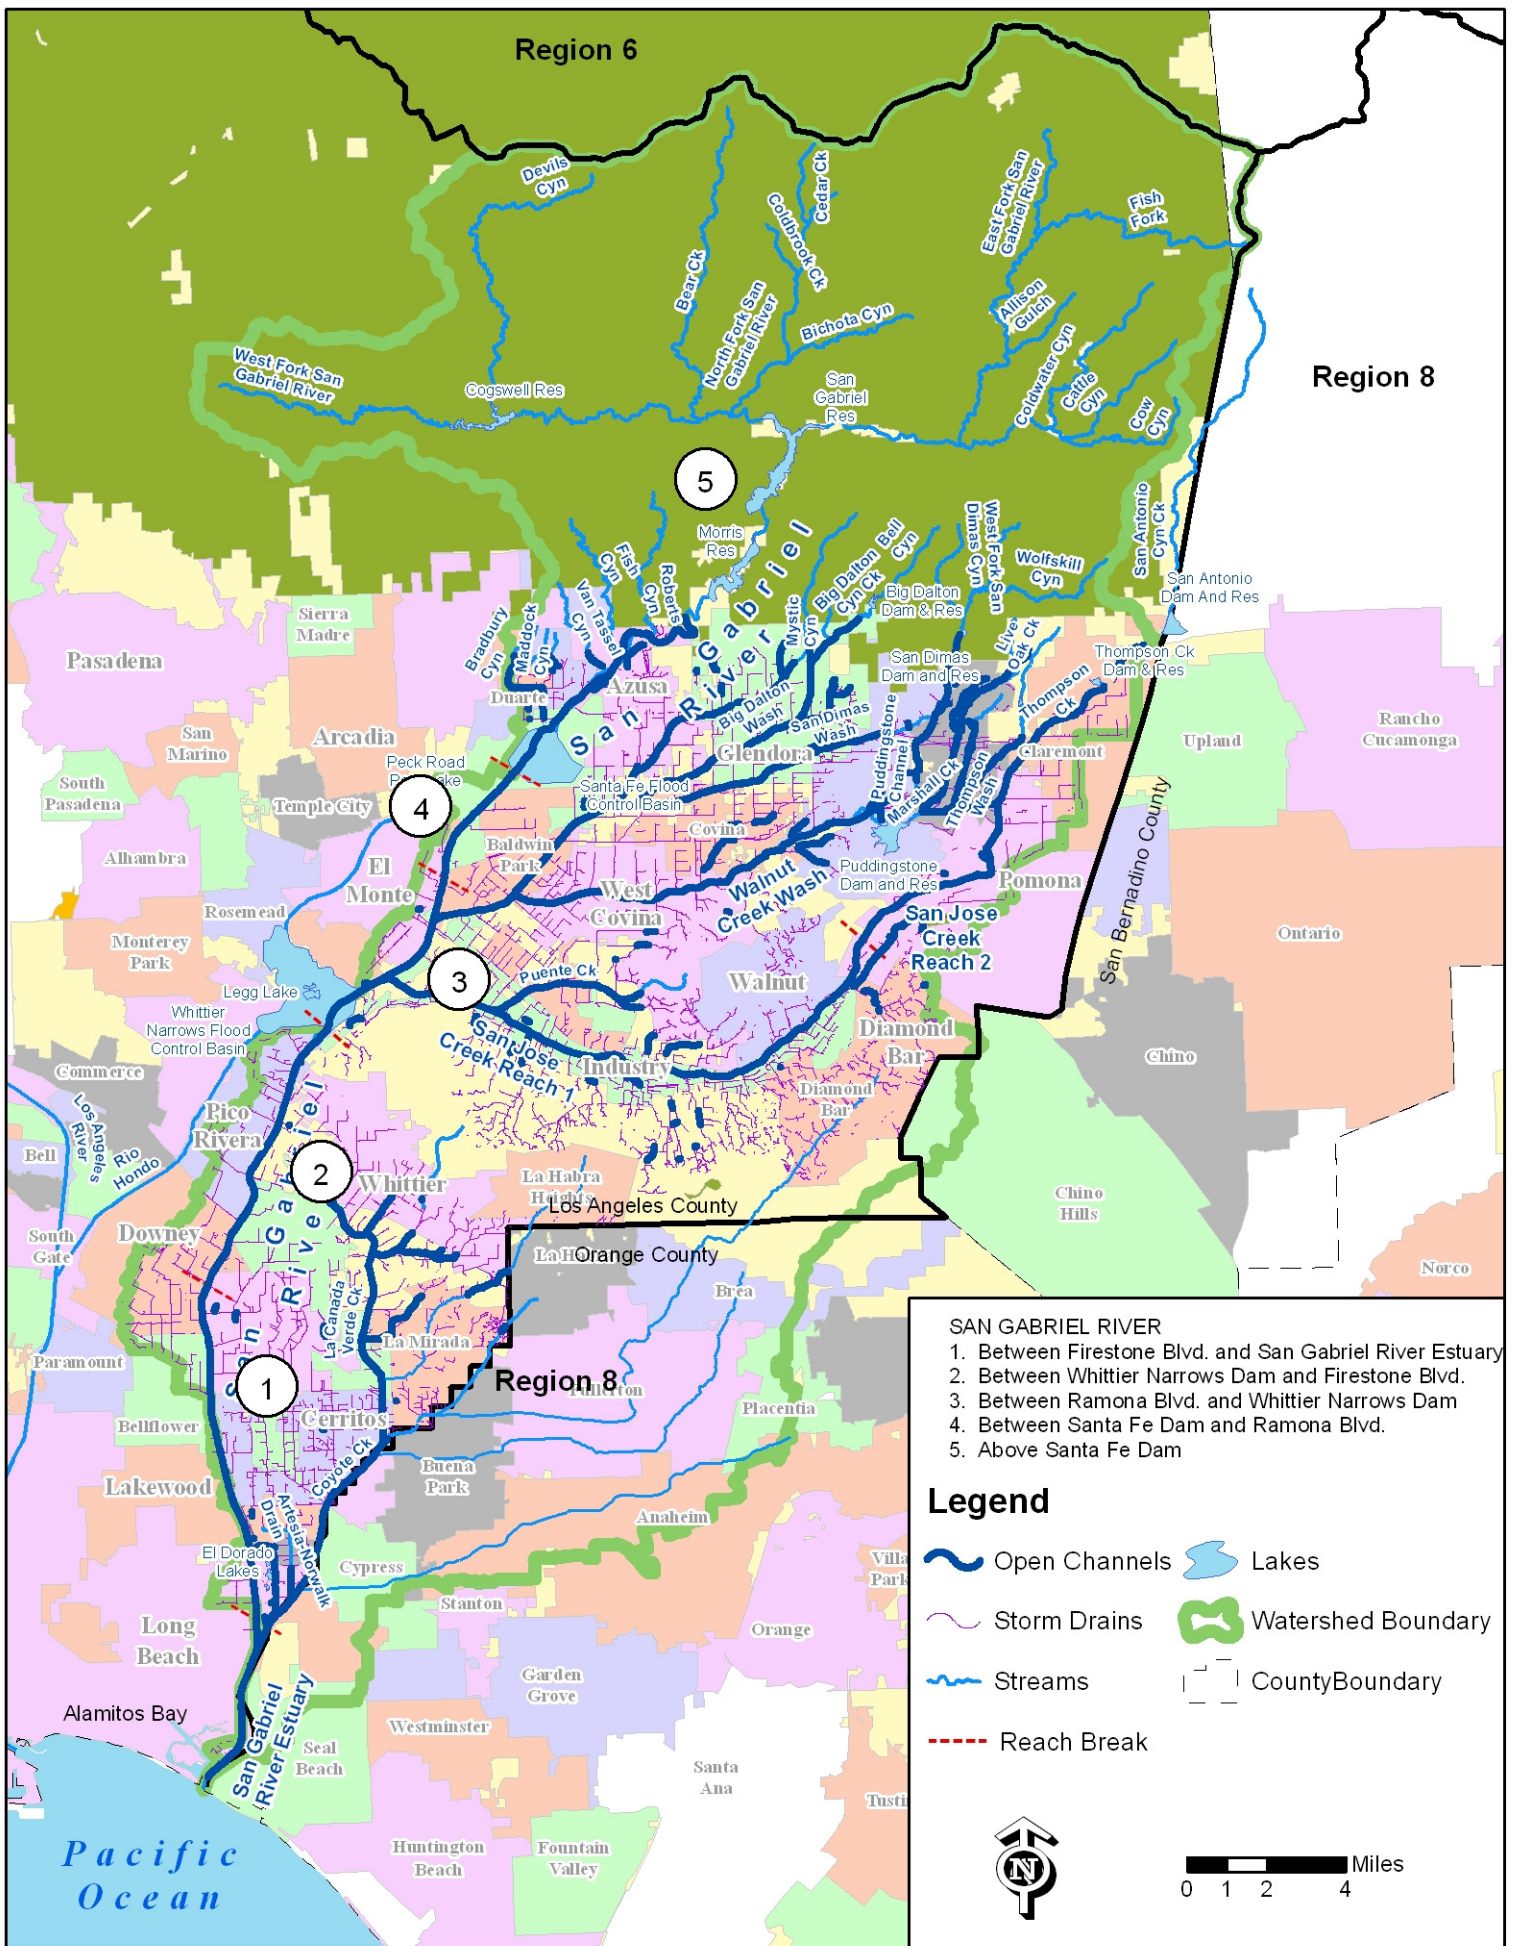 Region 6
Devils
Cyn
Cedar Ck
Coldbrook Ck
East Fork San
Gabriel River
Fish
Fork
Bear Ck
North Fork San
Gabriel River
Bichota Cyn
Allison
Gulch
Coldwater Cyn
Cattle
Cyn
Cow
Cyn
West Fork San
Gabriel River
Cogswell Res
San
Gabriel
Res
Region 8
5
Morris
Res
San Gabriel
River
Fish
Cyn
Roberts
Cyn
Van Tassel
Cyn
Maddock
Cyn
Bradbury
Cyn
Mystic
Cyn
Big Dalton
Cyn Ck
Bell
Cyn
Big Dalton
Dam & Res
West Fork San
Dimas Cyn
Wolfskill
Cyn
San Antonio
Cyn Ck
San Antonio
Dam And Res
Sierra
Madre
Pasadena
Duarte
Azusa
Big Dalton
Wash
San Dimas
Wash
San Dimas
Dam and Res
Live
Oak Ck
Thompson
Ck
Thompson Ck
Dam & Res
San
Marino
Arcadia
Glendora
Puddingstone
Channel
Marshall Ck
Thompson
Wash
Claremont
Upland
Rancho
Cucamonga
South
Pasadena
Temple City
Peck Road
4
Santa Fe Flood
Control Basin
Alhambra
El
Monte
Baldwin
Park
Covina
Puddingstone
Dam and Res
Pomona
San Bernadino County
Rosemead
West
Covina
Walnut
Creek Wash
San Jose
Creek
Reach 2
Ontario
Monterey
Park
Legg Lake
3
Puente Ck
Walnut
Whittier
Narrows Flood
Control Basin
San Jose
Creek Reach 1
Industry
Diamond
Bar
Diamond
Bar
Chino
Commerce
Los Angeles
River
Bell
Rio
Hondo
Pico
Rivera
San Gabriel
River
2
Whittier
La Habra
Heights
Los Angeles County
Orange County
La Ha
Chino
Hills
South
Gate
Downey
La Canada
Verde Ck.
Brea
Norco
Paramount
La Mirada
1
Region 8
Fullerton
Bellflower
Cerritos
Placentia
Lakewood
Coyote Ck
Buena
Park
Anaheim
Artesia-Norwalk
Drain
El Dorado
Lakes
Cypress
Stanton
Villa
Park
Orange
Long
Beach
Garden
Grove
Alamitos Bay
San Gabriel
River Estuary
Seal
Beach
Westminster
Santa
Ana
Tusti
Huntington
Beach
Fountain
Valley
Pacific
Ocean
SAN GABRIEL RIVER
1. Between Firestone Blvd. and San Gabriel River Estuary
2. Between Whittier Narrows Dam and Firestone Blvd.
3. Between Ramona Blvd. and Whittier Narrows Dam
4. Between Santa Fe Dam and Ramona Blvd.
5. Above Santa Fe Dam
Legend
Open Channels
Lakes
Storm Drains
Watershed Boundary
Streams
CountyBoundary
Reach Break
N
Miles
0 1 2 4